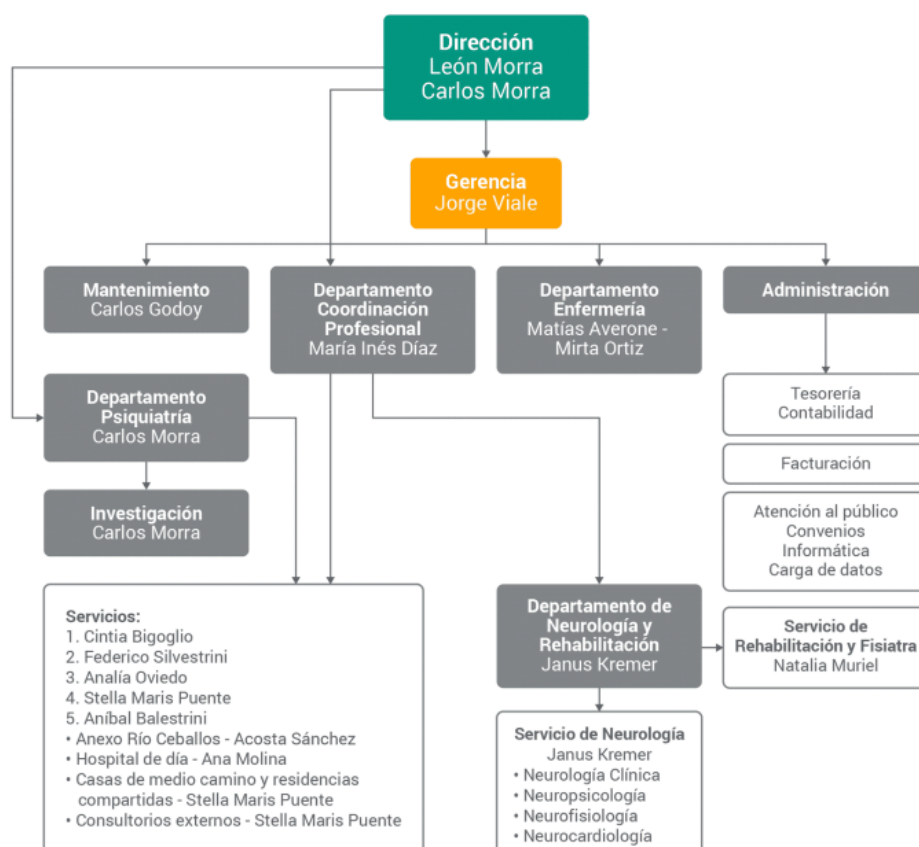 Dirección
León Morra
Carlos Morra
Gerencia
Jorge Viale
Mantenimiento
Carlos Godoy
Departamento
Coordinación
Profesional
María Inés Díaz
Departamento
Enfermería
Matías Averone -
Mirta Ortiz
Administración
Departamento
Psiquiatría
Carlos Morra
Investigación
Carlos Morra
Tesorería
Contabilidad
Facturación
Atención al público
Convenios
Informática
Carga de datos
Servicios:
1. Cintia Bigoglio
2. Federico Silvestrini
3. Analía Oviedo
4. Stella Maris Puente
5. Aníbal Balestrini
• Anexo Río Ceballos - Acosta Sánchez
• Hospital de día - Ana Molina
• Casas de medio camino y residencias
compartidas - Stella Maris Puente
• Consultorios externos - Stella Maris Puente
Departamento de
Neurología y
Rehabilitación
Janus Kremer
Servicio de
Rehabilitación y Fisiatra
Natalia Muriel
Servicio de Neurología
Janus Kremer
• Neurología Clínica
• Neuropsicología
• Neurofisiología
• Neurocardiología